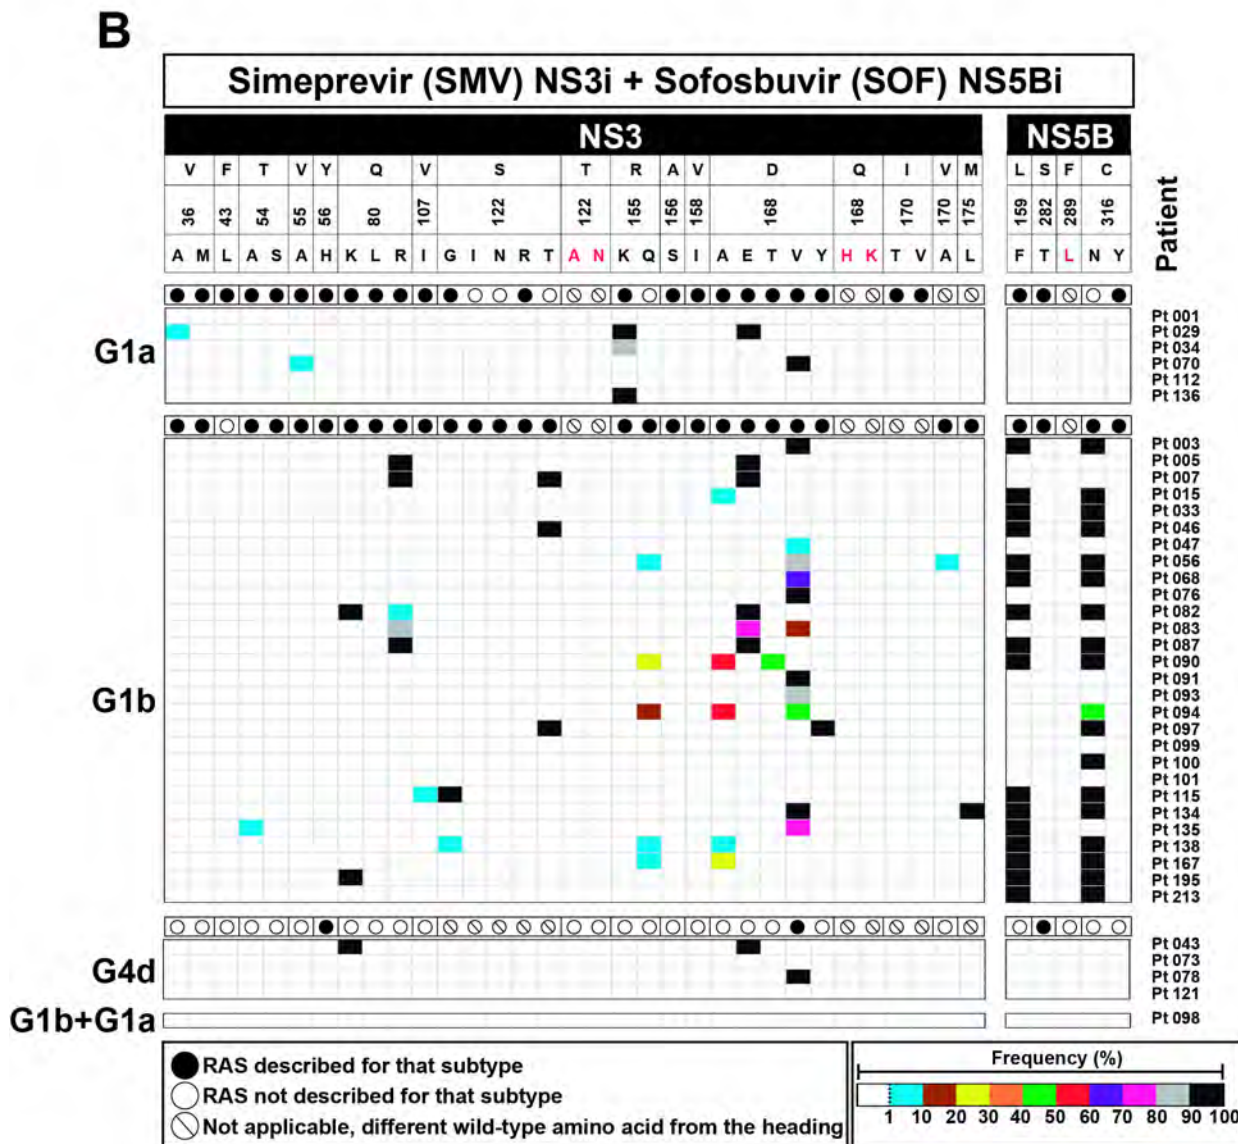 B
Simeprevir (SMV) NS3i + Sofosbuvir (SOF) NS5Bi
NS3 NS5B
V F T V Y Q V S T R A V D Q I V M L S F C
36 43 54 55 56 80 107 122 122 155 156 158 168 168 170 170 175 159 282 289 316
A M L A S A H K L R I G I N R T A N K Q S I A E T V Y H K T V A L F T L N Y
Patient
G1a
Pt 001
Pt 029
Pt 034
Pt 070
Pt 112
Pt 136
G1b
Pt 003
Pt 005
Pt 007
Pt 015
Pt 033
Pt 046
Pt 047
Pt 056
Pt 068
Pt 076
Pt 082
Pt 083
Pt 087
Pt 090
Pt 091
Pt 093
Pt 094
Pt 097
Pt 099
Pt 100
Pt 101
Pt 115
Pt 134
Pt 135
Pt 138
Pt 167
Pt 195
Pt 213
G4d
Pt 043
Pt 073
Pt 078
Pt 121
G1b+G1a
Pt 098
RAS described for that subtype
RAS not described for that subtype
Not applicable, different wild-type amino acid from the heading
Frequency (%)
1 10 20 30 40 50 60 70 80 90 100